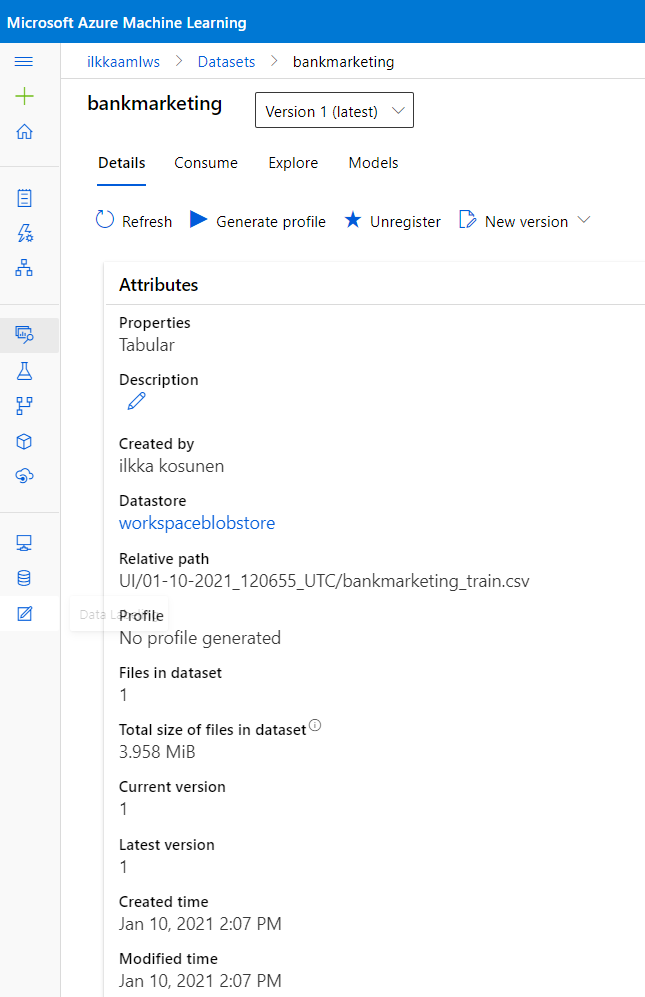 Microsoft Azure Machine Learning
ilkkaamlws > Datasets > bankmarketing
bankmarketing
Version 1 (latest)
Details Consume Explore Models
Refresh Generate profile Unregister New version
Attributes
Properties
Tabular
Description
Created by
ilkka kosunen
Datastore
workspaceblobstore
Relative path
UI/01-10-2021_120655_UTC/bankmarketing_train.csv
Data
Profile
No profile generated
Files in dataset
1
Total size of files in dataset
3.958 MiB
Current version
1
Latest version
1
Created time
Jan 10, 2021 2:07 PM
Modified time
Jan 10, 2021 2:07 PM